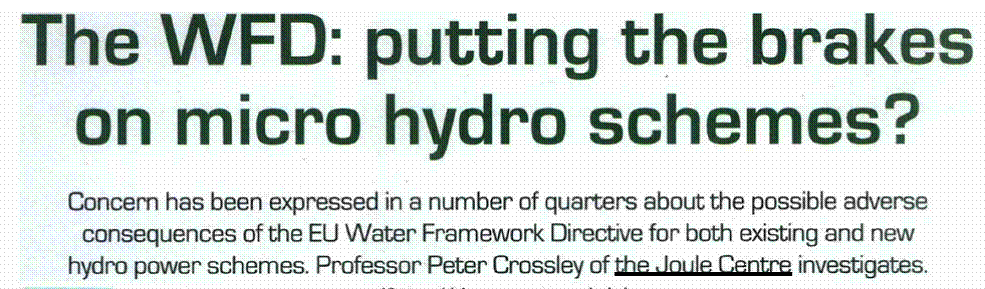 The WFD: putting the brakes
on micro hydro schemes?
Concern has been expressed in a number of quarters about the possible adverse
consequences of the EU Water Framework Directive for both existing and new
hydro power schemes. Professor Peter Crossley of the Joule Centre investigates.